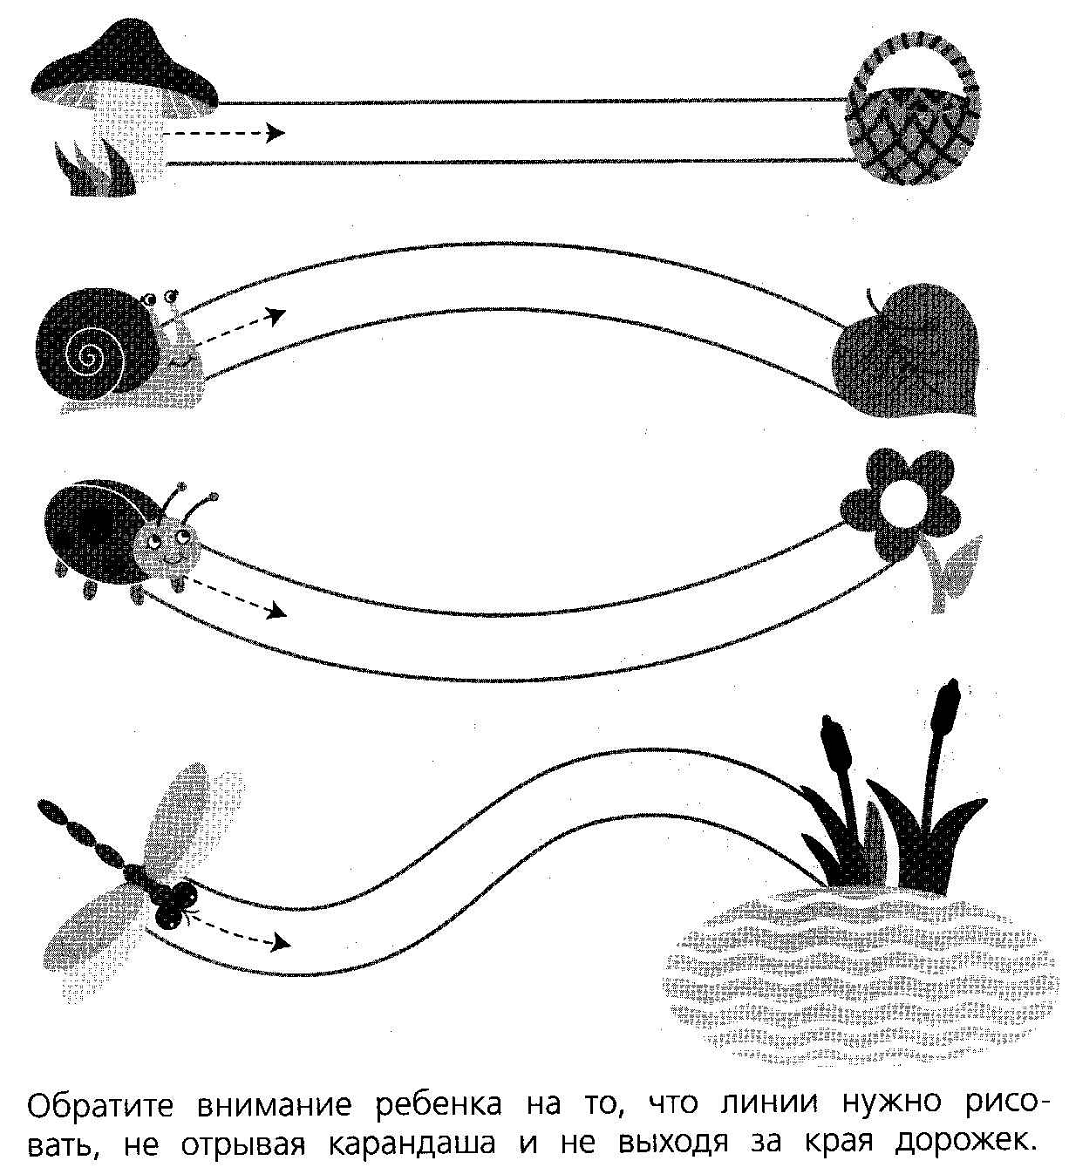 Обратите внимание ребенка на то, что линии нужно рисо-
вать, не отрывая карандаша и не выходя за края дорожек.